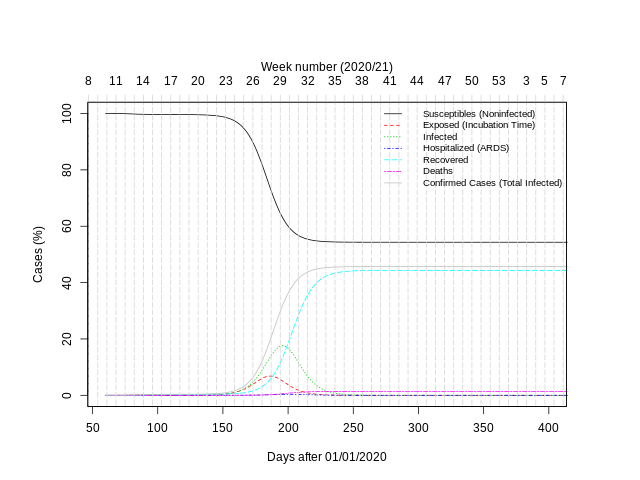 Week number (2020/21)
8 11 14 17 20 23 26 29 32 35 38 41 44 47 50 53 3 5 7
Susceptibles (Noninfected)
Exposed (Incubation Time)
Infected
Hospitalized (ARDS)
Recovered
Deaths
Confirmed Cases (Total Infected)
Cases (%)
100
80
60
40
20
0
50 100 150 200 250 300 350 400
Days after 01/01/2020